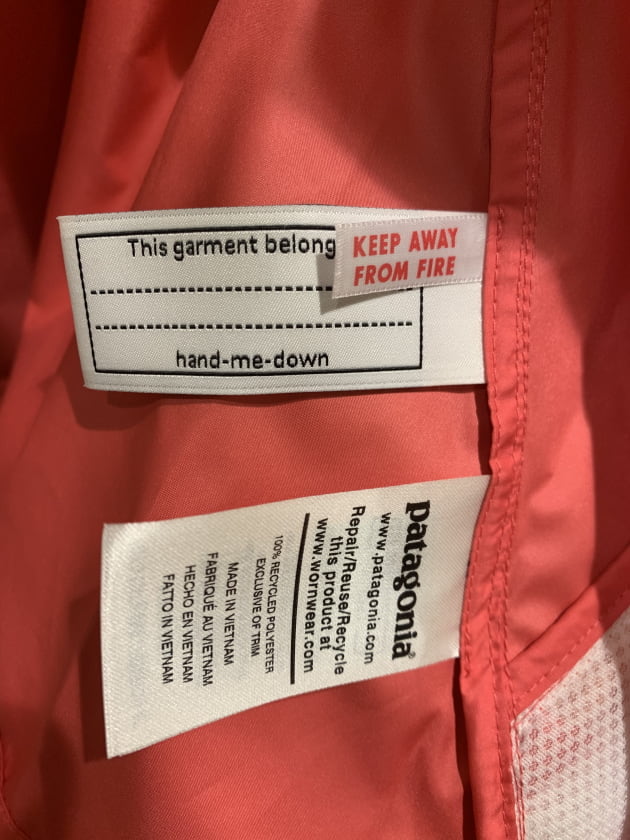 This garment belong
KEEP AWAY
FROM FIRE
hand-me-down
patagonia®
www.patagonia.com
Repair/Reuse/Recycle
this product at
www.wornwear.com
100% RECYCLED POLYESTER
EXCLUSIVE OF TRIM
MADE IN VIETNAM
FABRIQUÉ AU VIETNAM
HECHO EN VIETNAM
FATTO IN VIETNAM